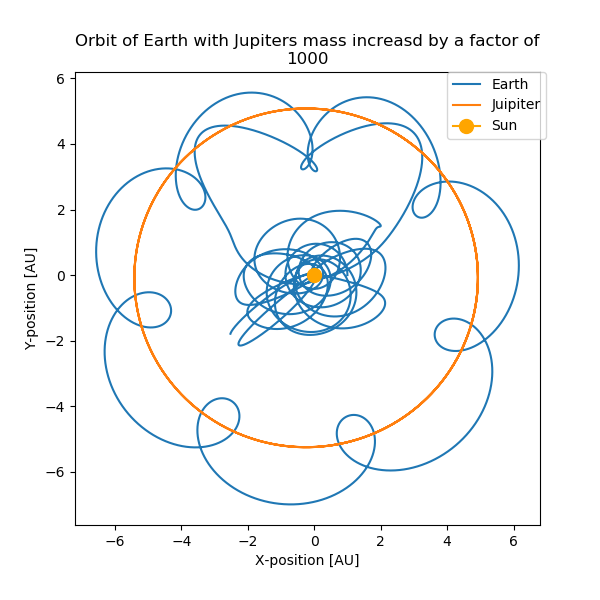 Orbit of Earth with Jupiters mass increasd by a factor of
1000
Earth
Juipiter
Sun
Y-position [AU]
6
4
2
0
−2
−4
−6
−6 −4 −2 0 2 4 6
X-position [AU]